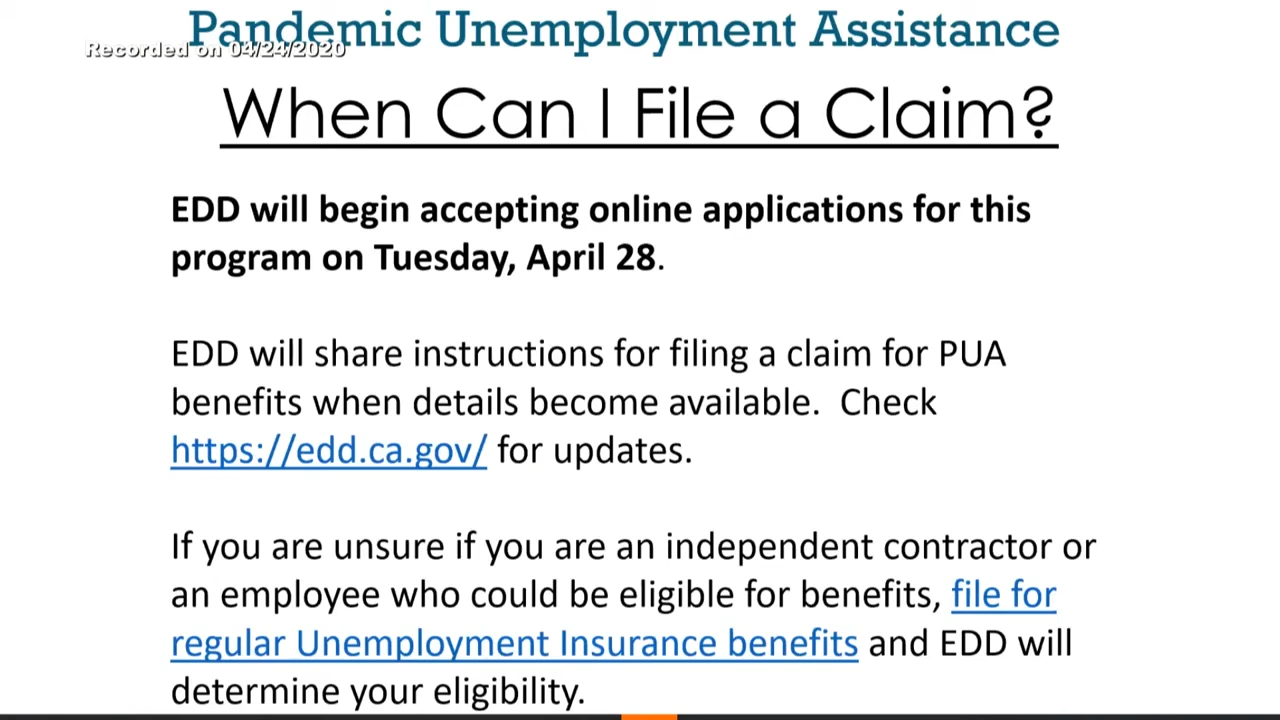 Pandemic Unemployment Assistance
Recorded on 04/24/2020
When Can I File a Claim?
EDD will begin accepting online applications for this
program on Tuesday, April 28.
EDD will share instructions for filing a claim for PUA
benefits when details become available.  Check
https://edd.ca.gov/ for updates.
If you are unsure if you are an independent contractor or
an employee who could be eligible for benefits, file for
regular Unemployment Insurance benefits and EDD will
determine your eligibility.